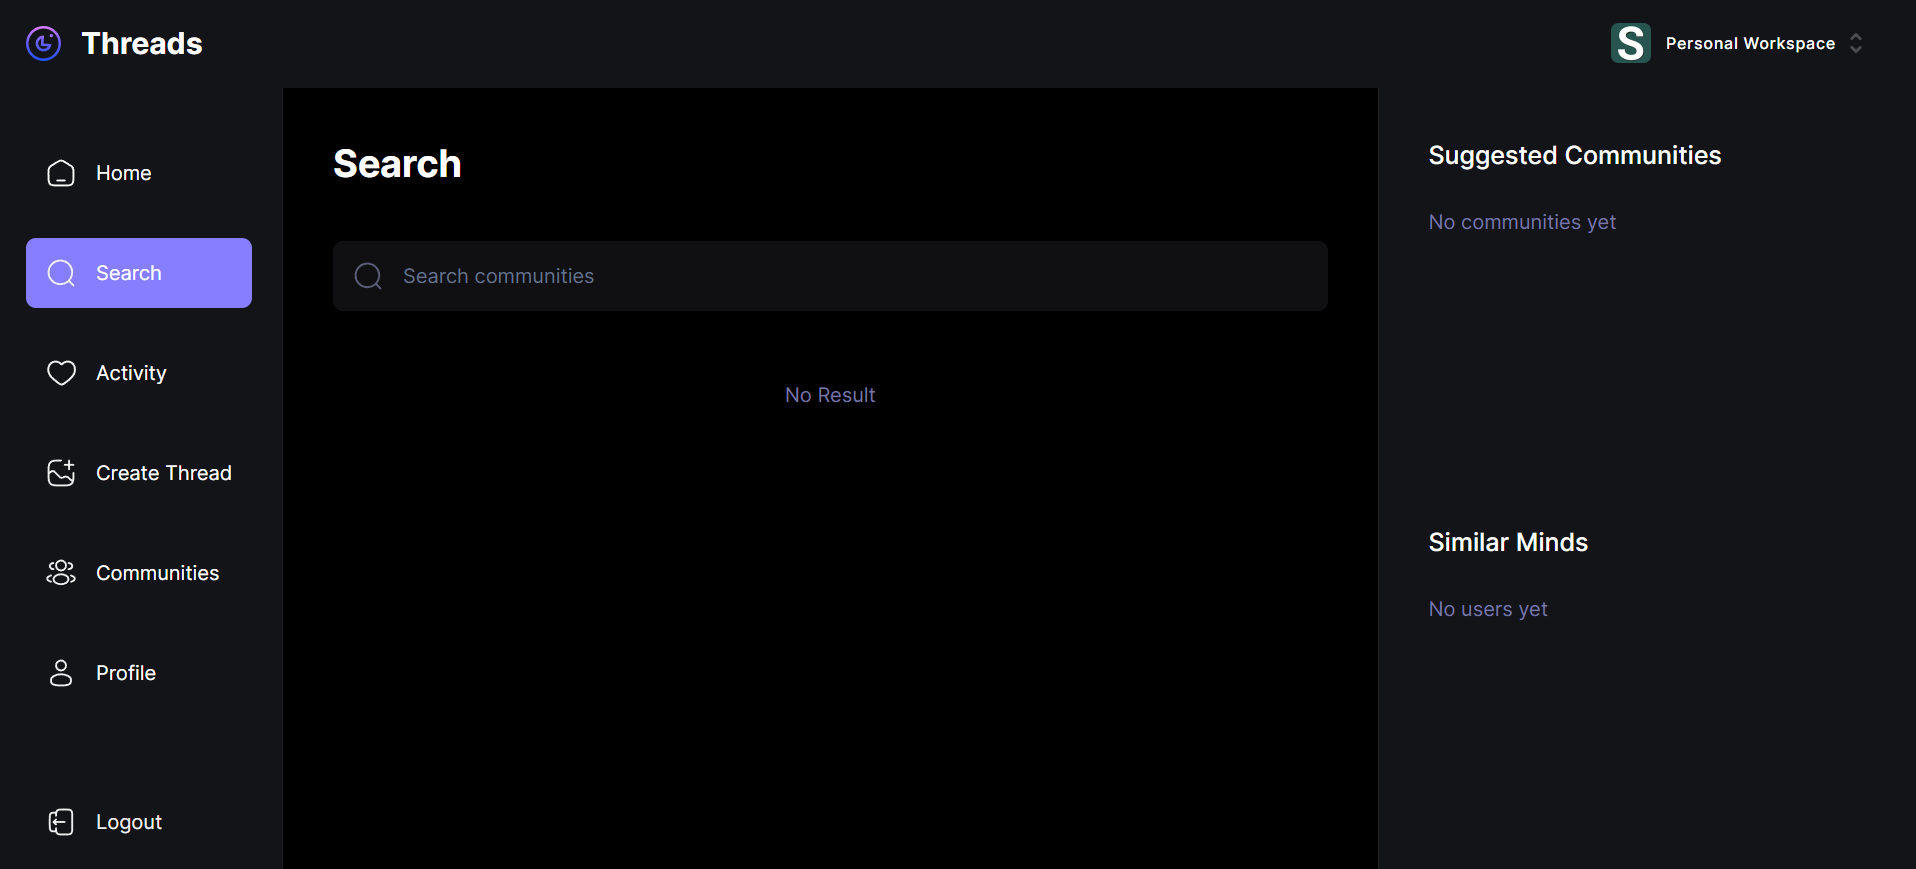 Threads
S
Personal Workspace
Home
Search
Activity
Create Thread
Communities
Profile
Logout
Search
Search communities
No Result
Suggested Communities
No communities yet
Similar Minds
No users yet